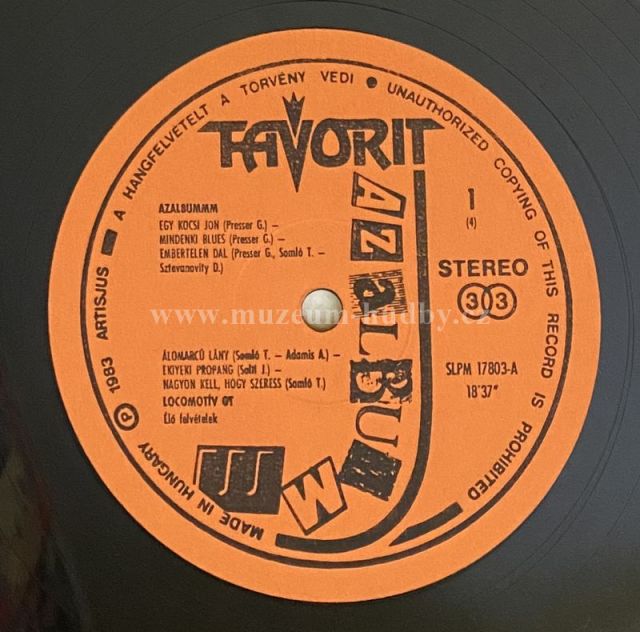 © 1983 ARTISJUS ▬ A HANGFELVÉTELT A TÖRVÉNY VÉDI ● UNAUTHORIZED COPYING OF THIS RECORD IS PROHIBITED
MADE IN HUNGARY Ⓟ
FAVORIT
AZ aLBUMMM
AZALBUMMM
EGY KOCSI JÖN (Presser G.) –
MINDENKI BLUES (Presser G.) –
EMBERTELEN DAL (Presser G., Somló T. –
Sztevanovity D.)
1
(4)
STEREO
33
SLPM 17803-A
18'37"
www.muzeum-hudby.cz
ÁLOMARCÚ LÁNY (Somló T. – Adamis A.) –
EKIYEKI PROPANG (Solti J.) –
NAGYON KELL, HOGY SZERESS (Somló T.)
LOCOMOTÍV GT
Élő felvételek